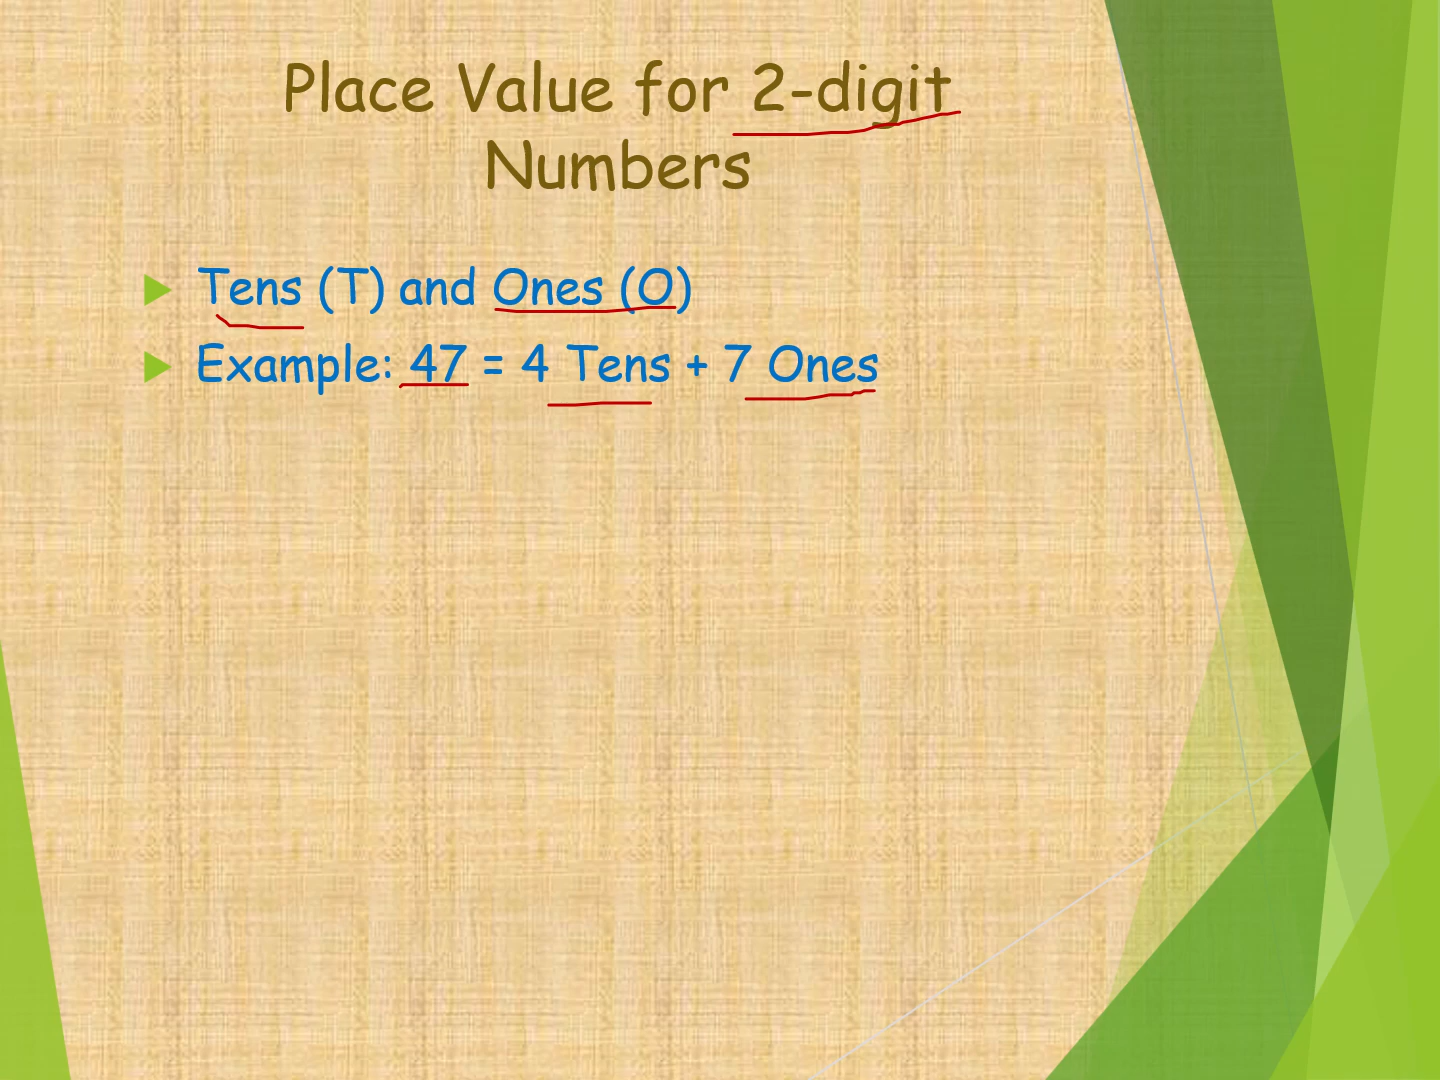 Place Value for 2-digit
Numbers
Tens (T) and Ones (O)
Example: 47 = 4 Tens + 7 Ones